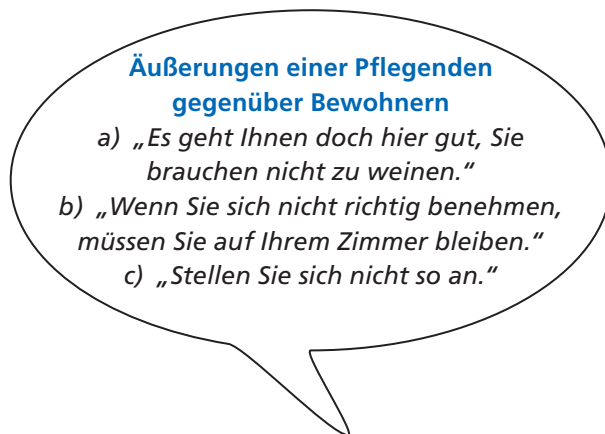 Äußerungen einer Pflegenden
gegenüber Bewohnern
a) „Es geht Ihnen doch hier gut, Sie
brauchen nicht zu weinen.“
b) „Wenn Sie sich nicht richtig benehmen,
müssen Sie auf Ihrem Zimmer bleiben.“
c) „Stellen Sie sich nicht so an.“